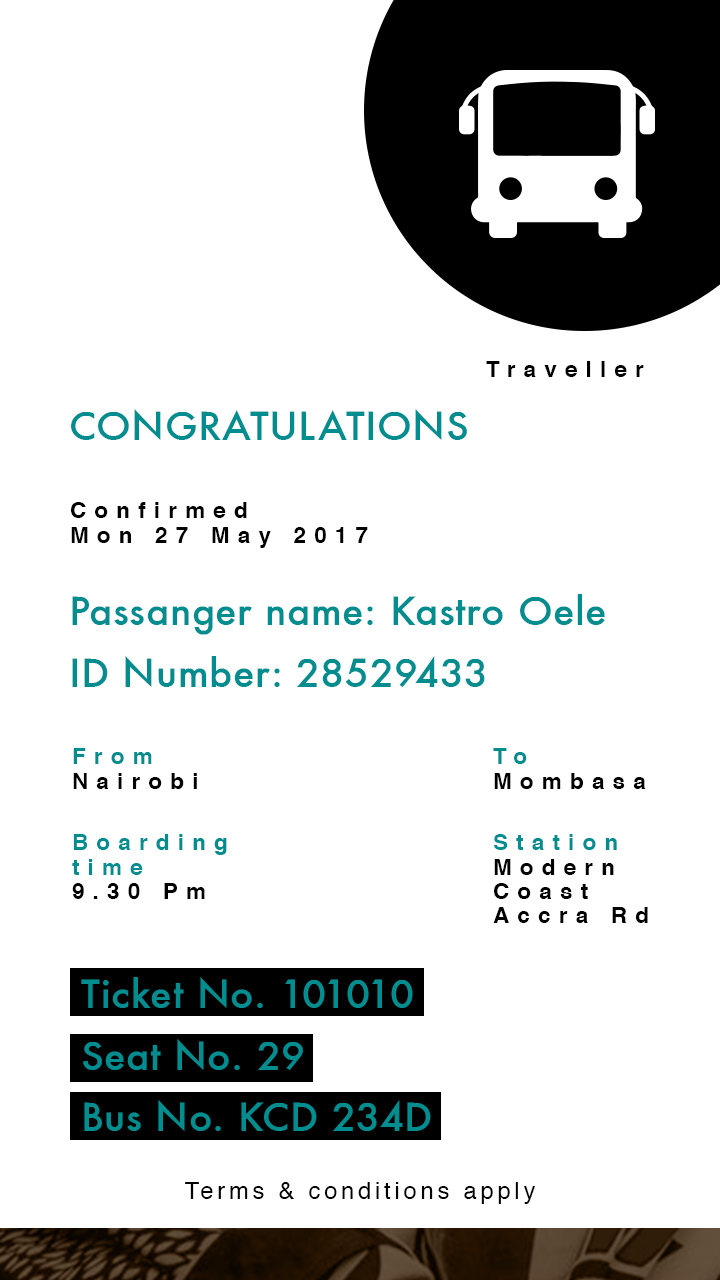 Traveller
CONGRATULATIONS
Confirmed
Mon 27 May 2017
Passanger name: Kastro Oele
ID Number: 28529433
From
Nairobi
To
Mombasa
Boarding
time
9.30 Pm
Station
Modern
Coast
Accra Rd
Ticket No. 101010
Seat No. 29
Bus No. KCD 234D
Terms & conditions apply